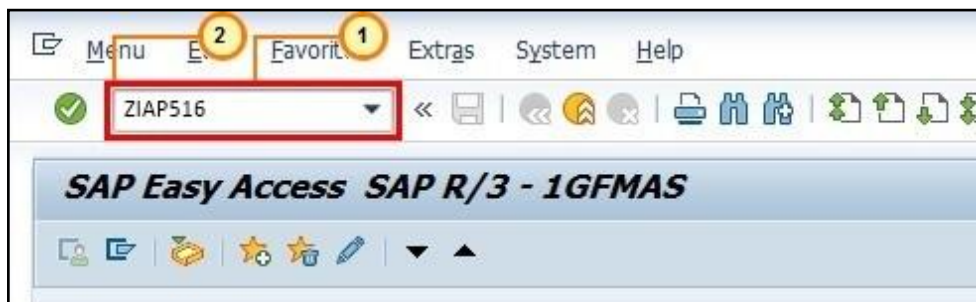 2 1
Menu E Favorit Extras System Help
ZIAP516
SAP Easy Access SAP R/3 - 1GFMAS